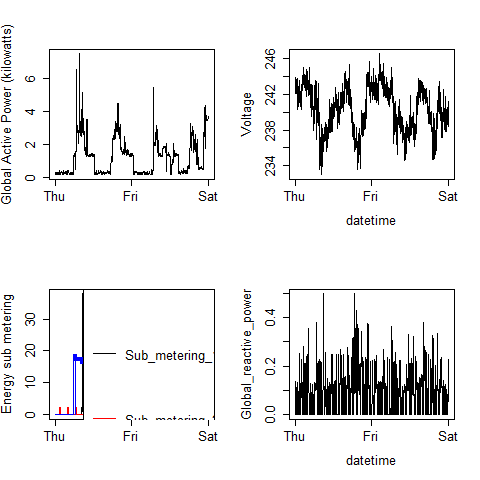 Global Active Power (kilowatts)
0 2 4 6
Thu Fri Sat
Voltage
234 238 242 246
Thu Fri Sat
datetime
Energy sub metering
0 10 20 30
Sub_metering_
Sub_metering_
Thu Fri Sat
Global_reactive_power
0.0 0.2 0.4
Thu Fri Sat
datetime